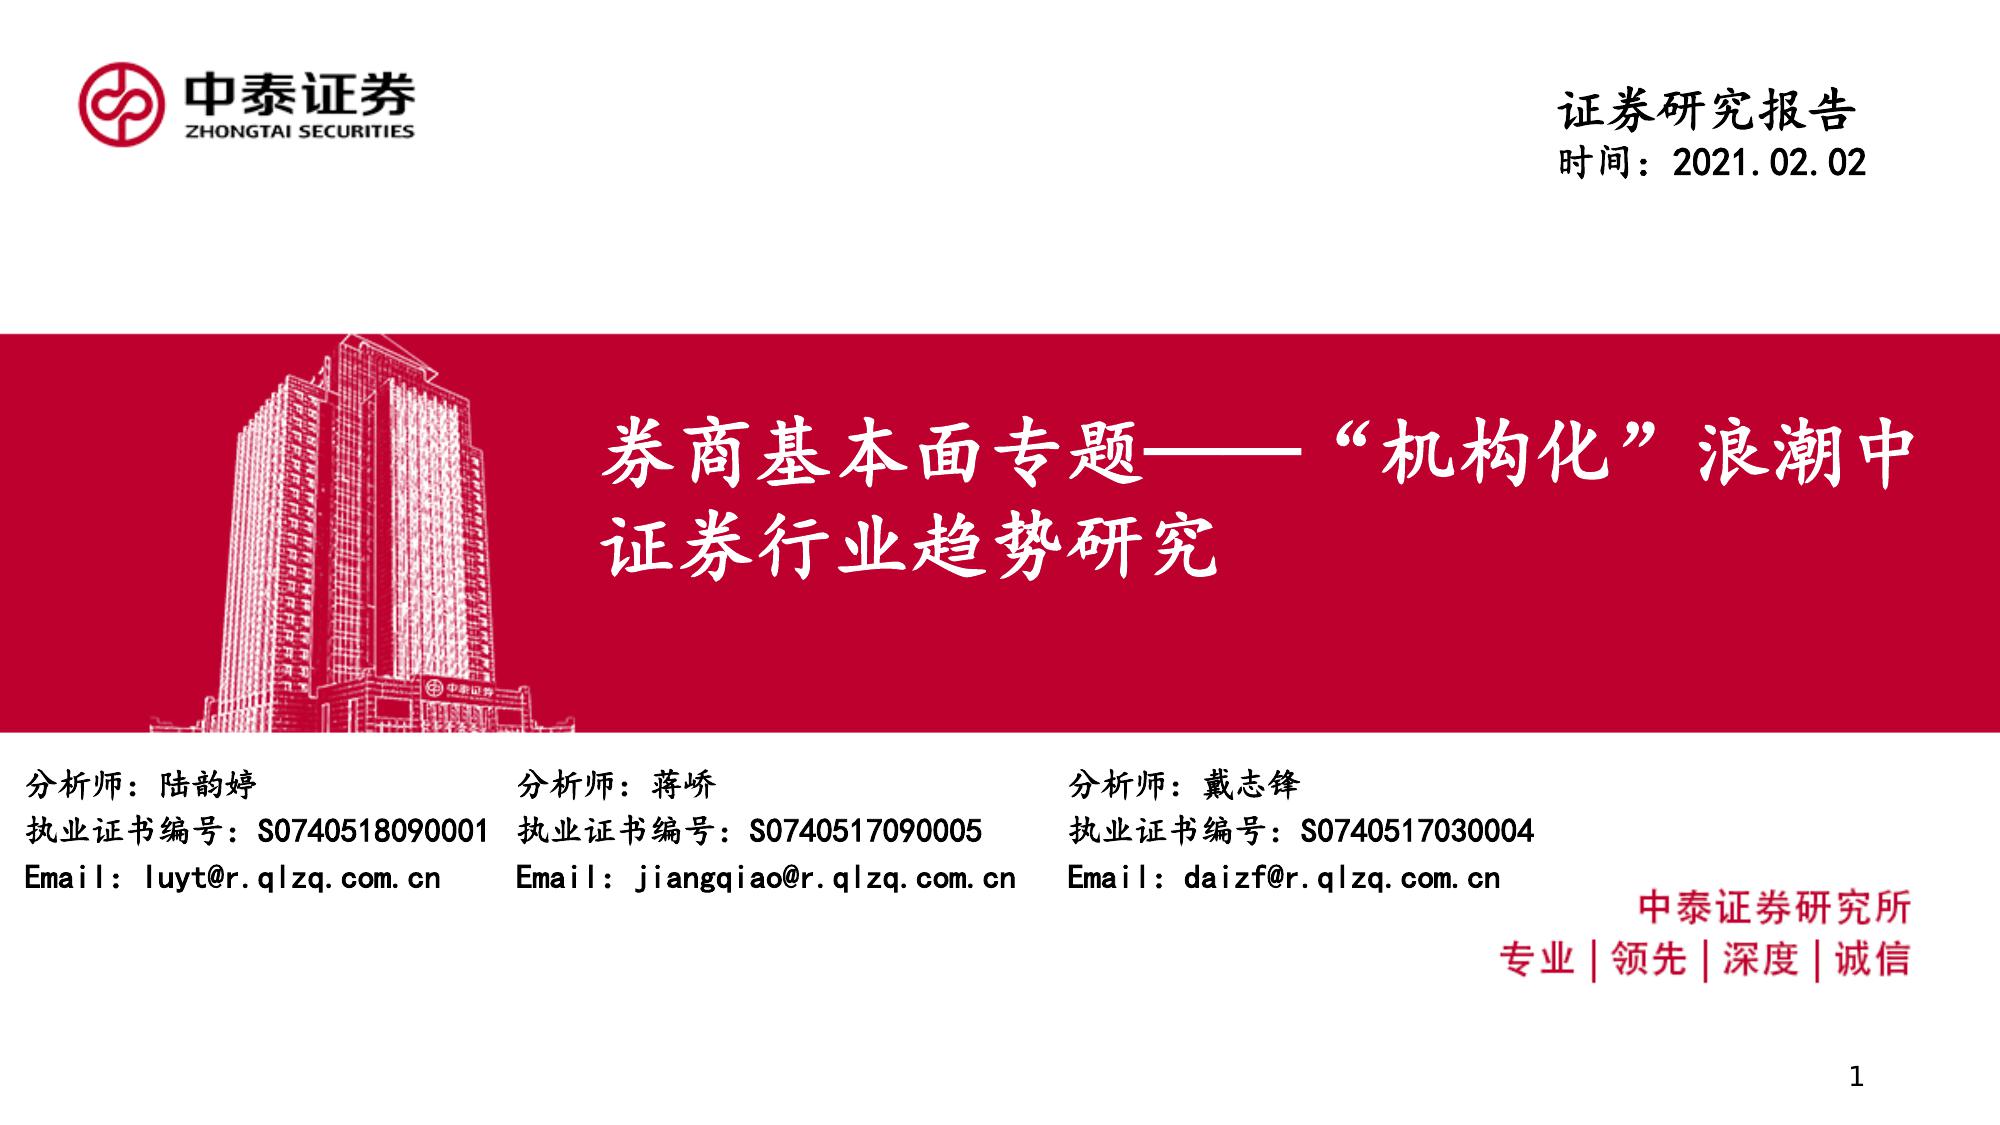 中泰证券
ZHONGTAI SECURITIES
证券研究报告
时间：2021.02.02
券商基本面专题——“机构化”浪潮中
证券行业趋势研究
中泰证券
分析师：陆韵婷
执业证书编号：S0740518090001
Email：luyt@r.qlzq.com.cn
分析师：蒋峤
执业证书编号：S0740517090005
Email：jiangqiao@r.qlzq.com.cn
分析师：戴志锋
执业证书编号：S0740517030004
Email：daizf@r.qlzq.com.cn
中泰证券研究所
专业｜领先｜深度｜诚信
1